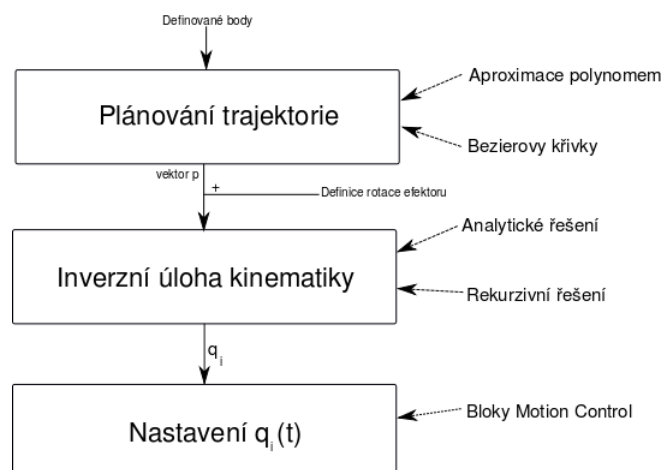 Definované body
Plánování trajektorie
Aproximace polynomem
Bezierovy křivky
vektor p
+
Definice rotace efektoru
Inverzní úloha kinematiky
Analytické řešení
Rekurzivní řešení
q i
Nastavení q i (t)
Bloky Motion Control